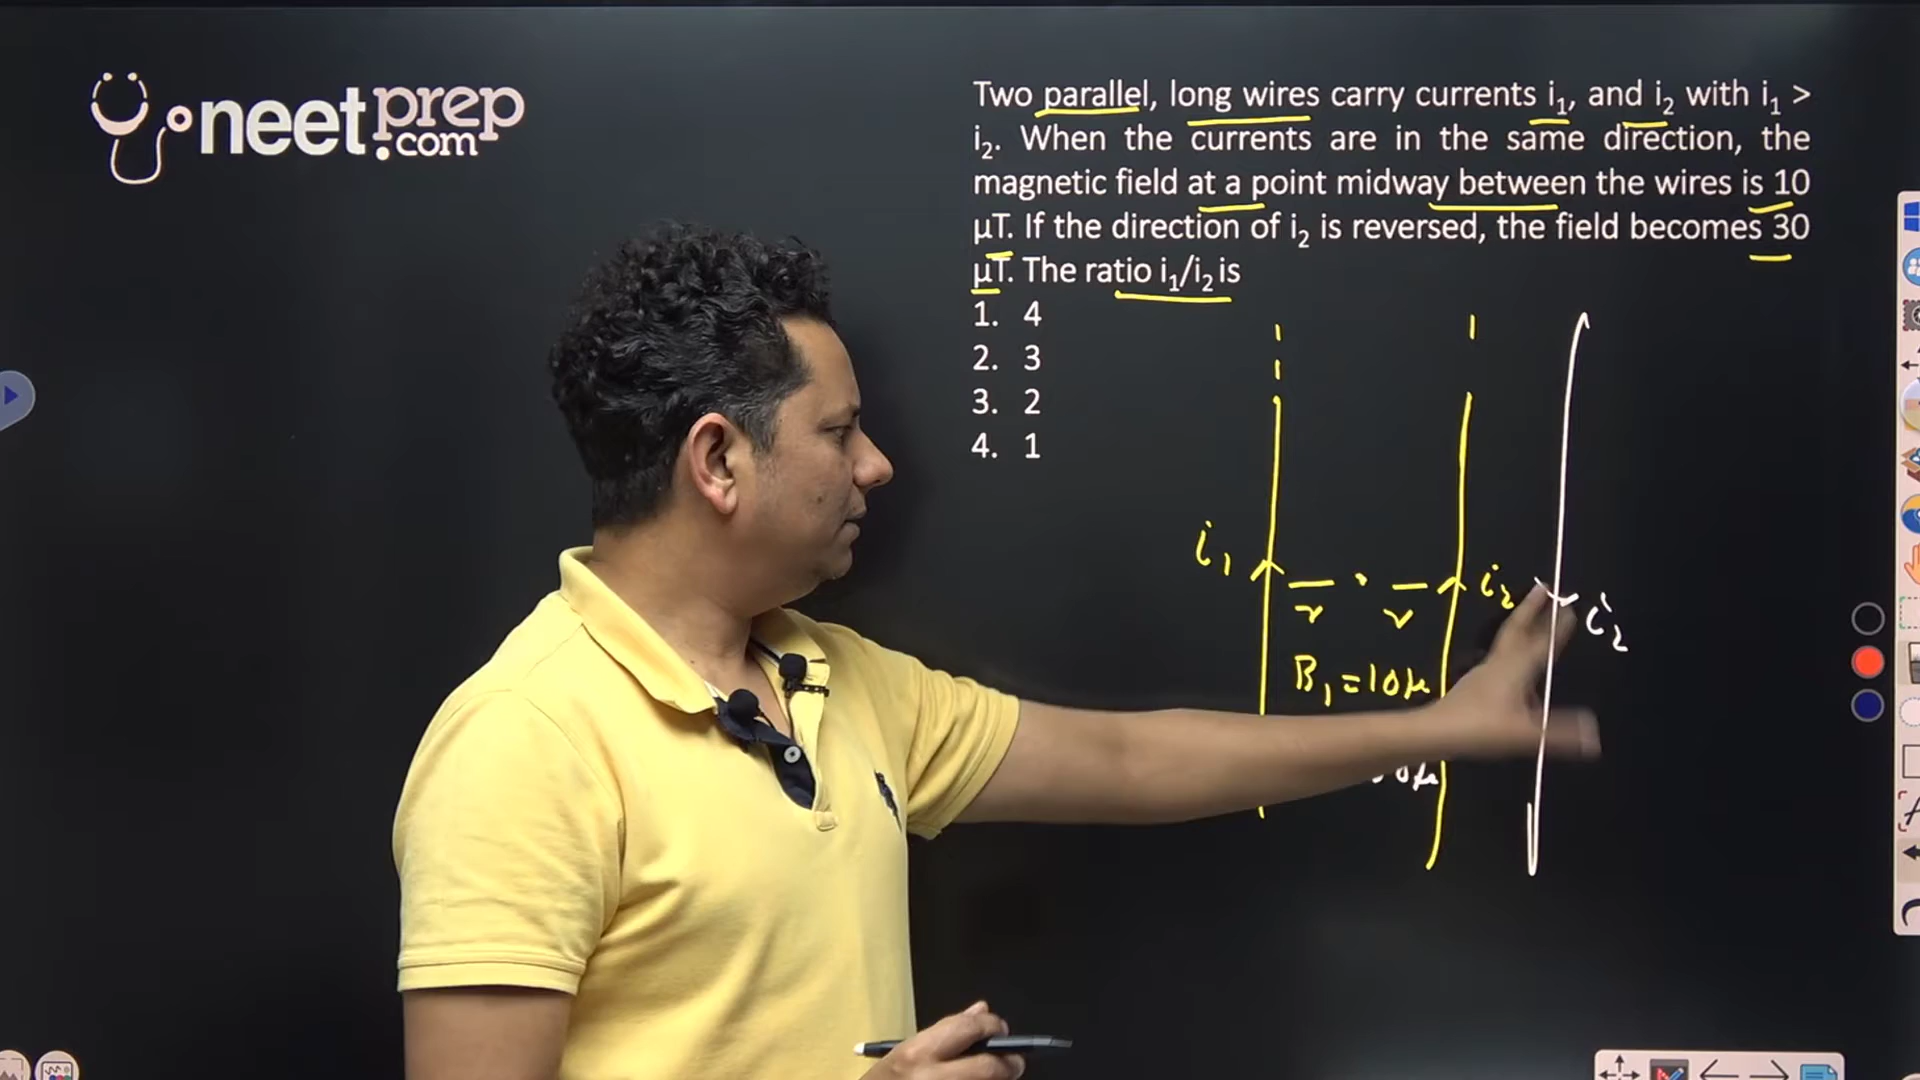 neetprep
.com
Two parallel, long wires carry currents i₁, and i₂ with i₁ >
i₂. When the currents are in the same direction, the
magnetic field at a point midway between the wires is 10
µT. If the direction of i₂ is reversed, the field becomes 30
µT. The ratio i₁/i₂ is
1. 4
2. 3
3. 2
4. 1
i₁
i₂
i₂
r
r
B₁ = 10µ
0µ